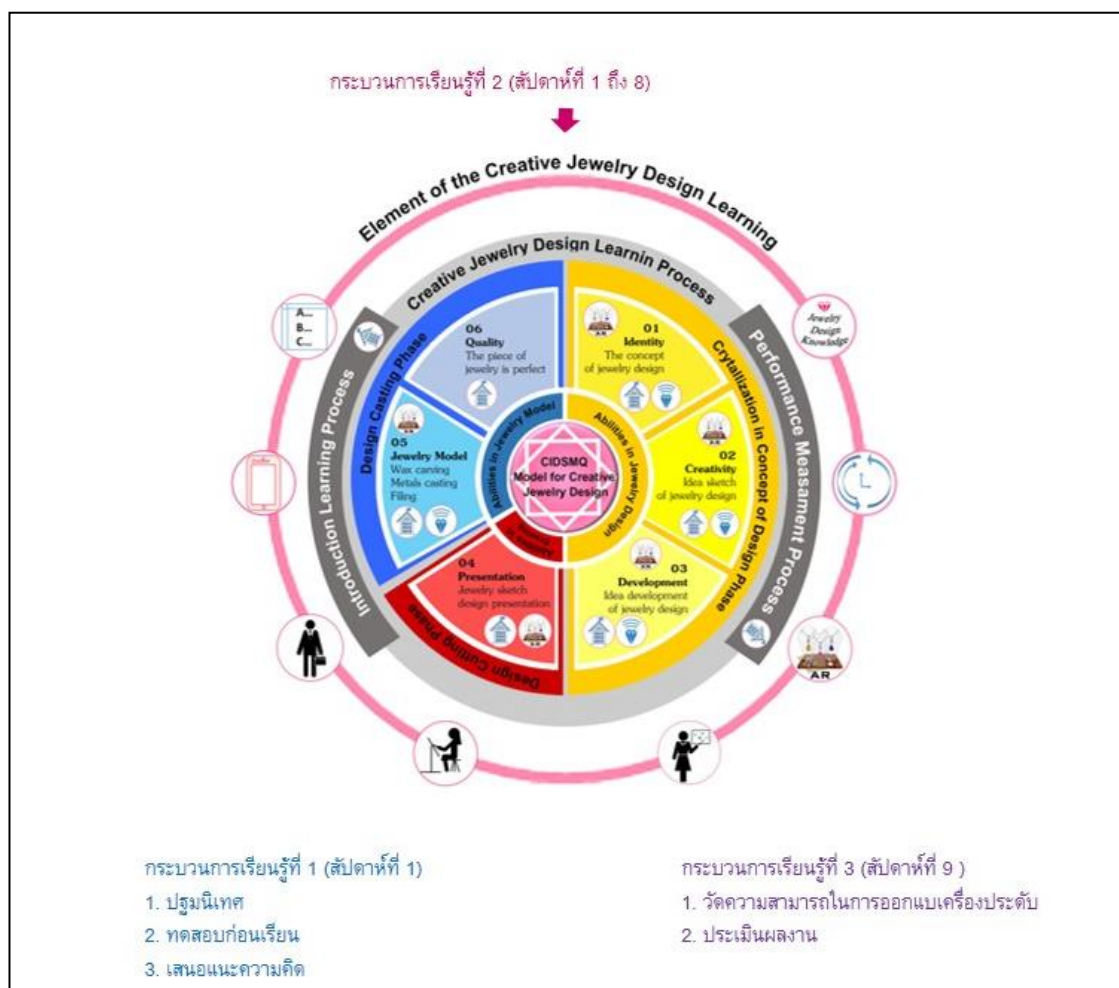 กระบวนการเรียนรู้ที่ 2 (สัปดาห์ที่ 1 ถึง 8)
Element of the Creative Jewelry Design Learning
Creative Jewelry Design Learnin Process
A...
B...
C...
Jewelry
Design
Knowledge
Introduction Learning Process
Performance Measament Process
Design Casting Phase
Crytallization in Concept of Design Phase
Design Cutting Phase
06
Quality
The piece of
jewelry is perfect
AR
01
Identity
The concept
of jewelry design
02
Creativity
Idea sketch
of jewelry design
03
Development
Idea development
of jewelry design
04
Presentation
Jewelry sketch
design presentation
05
Jewelry Model
Wax carving
Metals casting
Filing
Abilities in Jewelry Model
Abilities in Jewelry Design
CIDSMQ
Model for Creative
Jewelry Design
AR
กระบวนการเรียนรู้ที่ 1 (สัปดาห์ที่ 1)
1. ปฐมนิเทศ
2. ทดสอบก่อนเรียน
3. เสนอแนะความคิด
กระบวนการเรียนรู้ที่ 3 (สัปดาห์ที่ 9 )
1. วัดความสามารถในการออกแบเครื่องประดับ
2. ประเมินผลงาน